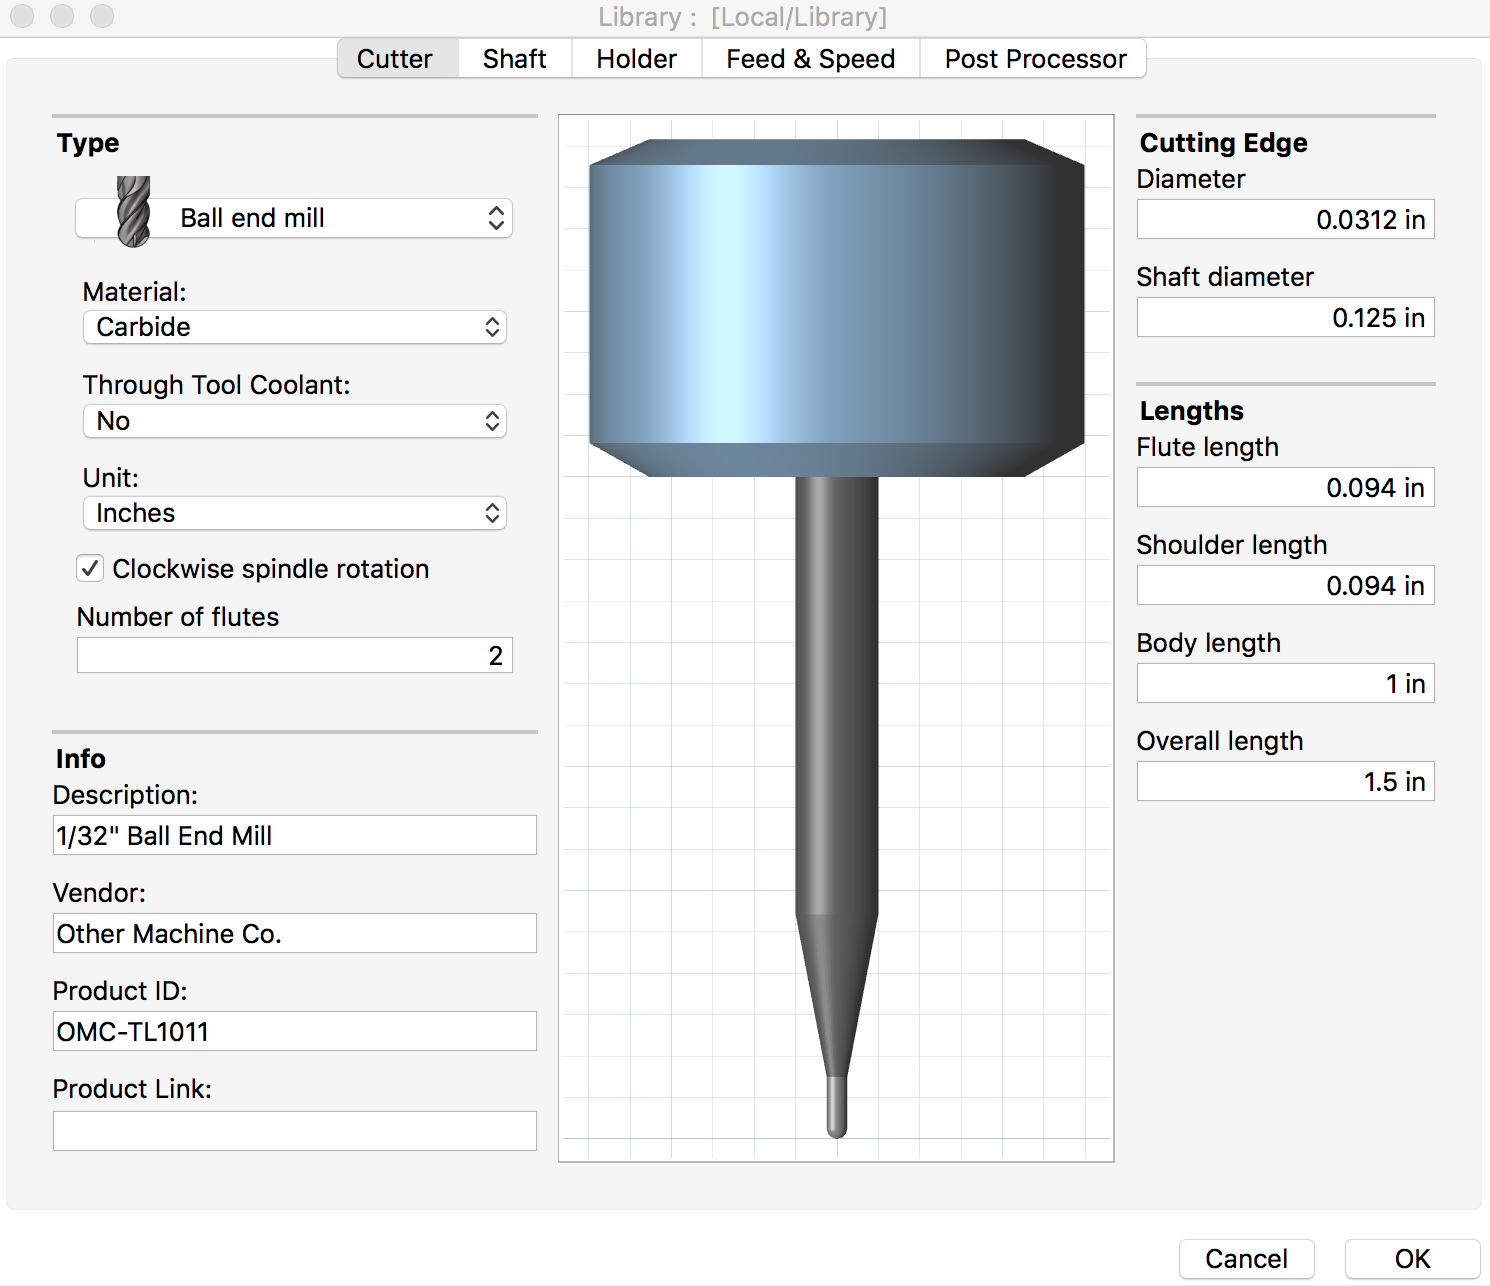 Library : [Local/Library]
Cutter Shaft Holder Feed & Speed Post Processor
Type
Ball end mill
Material:
Carbide
Through Tool Coolant:
No
Unit:
Inches
Clockwise spindle rotation
Number of flutes
2
Info
Description:
1/32" Ball End Mill
Vendor:
Other Machine Co.
Product ID:
OMC-TL1011
Product Link:
Cutting Edge
Diameter
0.0312 in
Shaft diameter
0.125 in
Lengths
Flute length
0.094 in
Shoulder length
0.094 in
Body length
1 in
Overall length
1.5 in
Cancel OK